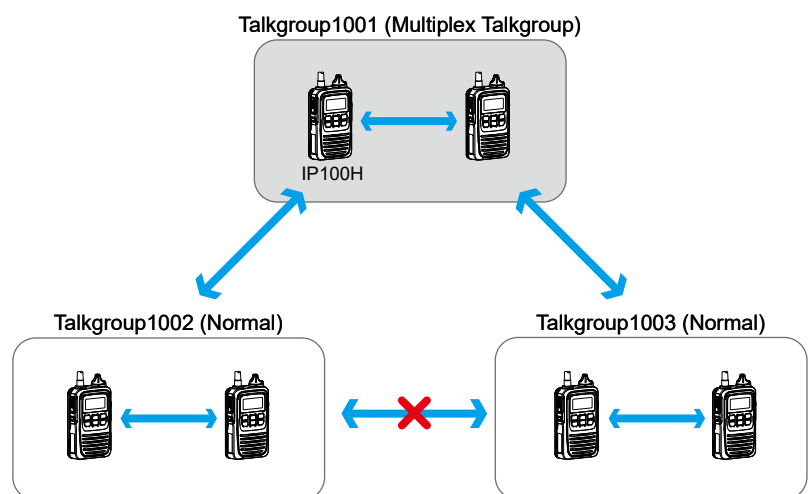 Talkgroup1001 (Multiplex Talkgroup)
IP100H
Talkgroup1002 (Normal)
Talkgroup1003 (Normal)